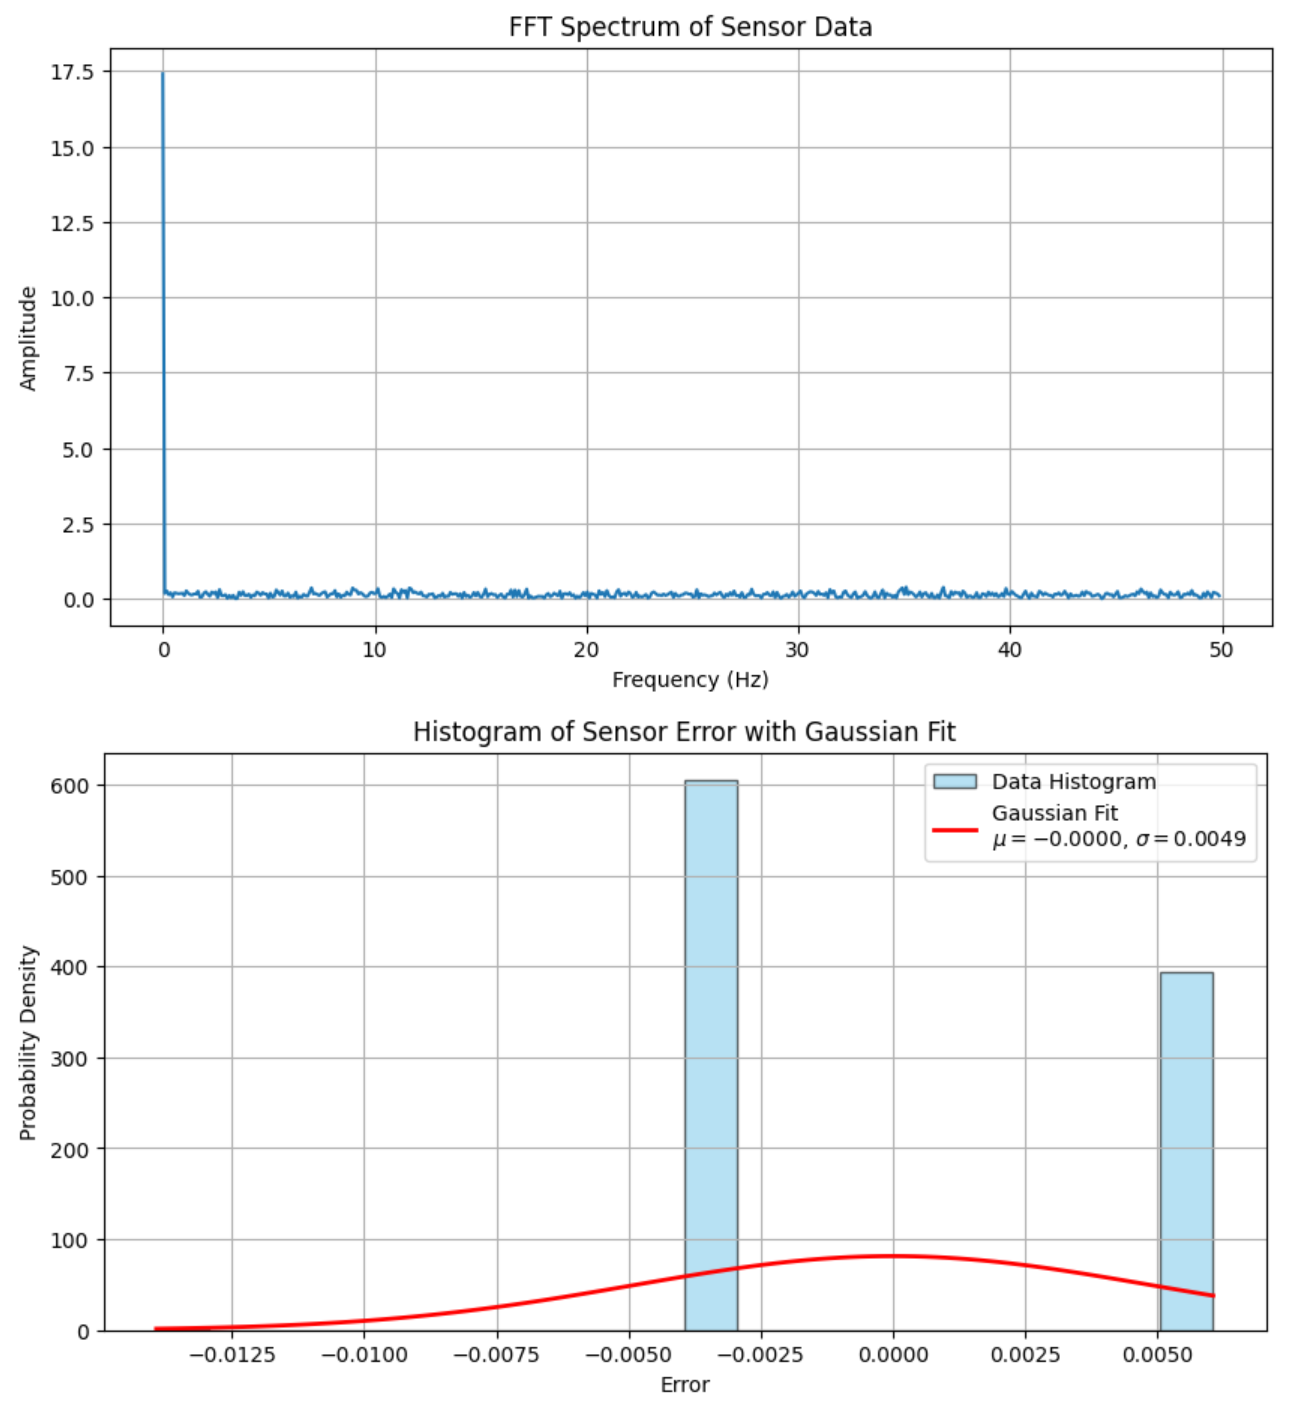 FFT Spectrum of Sensor Data
17.5
15.0
12.5
10.0
7.5
5.0
2.5
0.0
Amplitude
0 10 20 30 40 50
Frequency (Hz)
Histogram of Sensor Error with Gaussian Fit
600
500
400
300
200
100
0
Probability Density
Data Histogram
Gaussian Fit
μ = −0.0000, σ = 0.0049
−0.0125 −0.0100 −0.0075 −0.0050 −0.0025 0.0000 0.0025 0.0050
Error